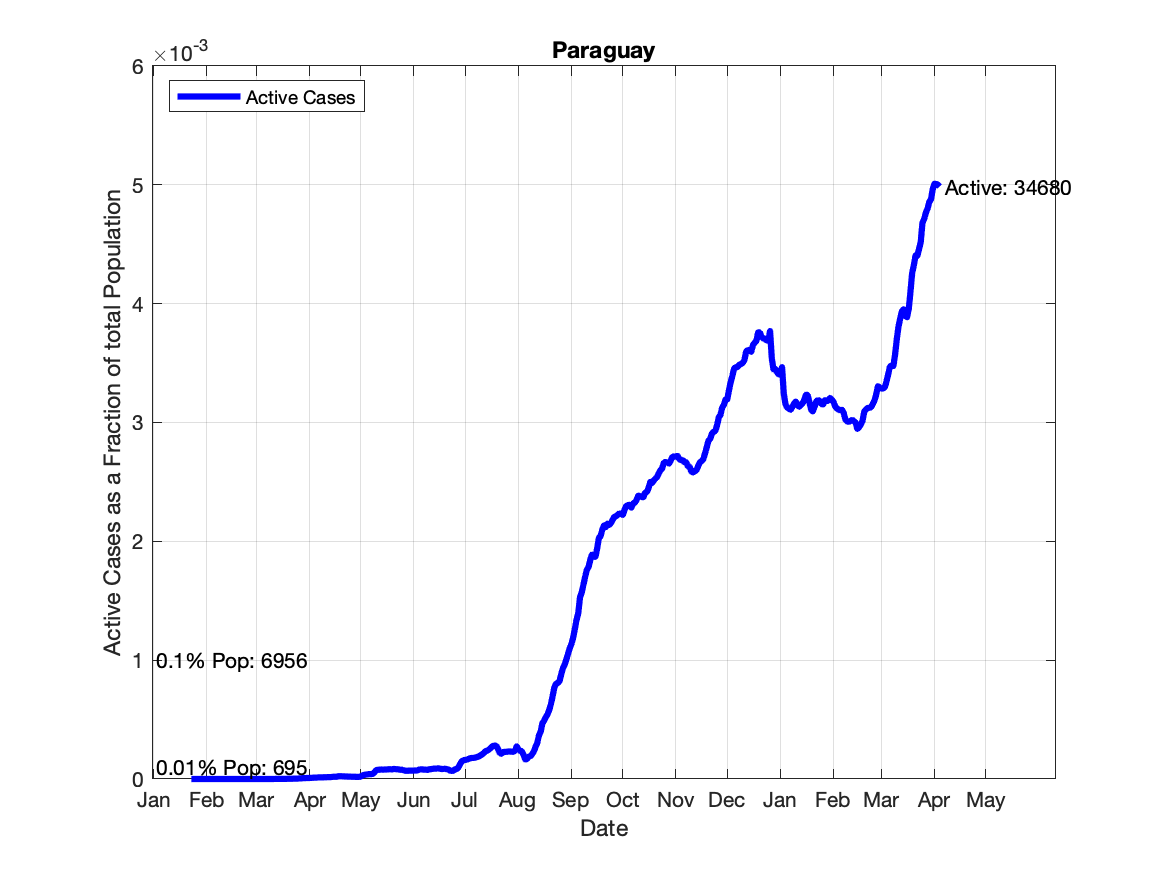 Paraguay
×10-3
Active Cases
6
5
4
3
2
1
0
Active Cases as a Fraction of total Population
Active: 34680
0.1% Pop: 6956
0.01% Pop: 695
Jan Feb Mar Apr May Jun Jul Aug Sep Oct Nov Dec Jan Feb Mar Apr May
Date